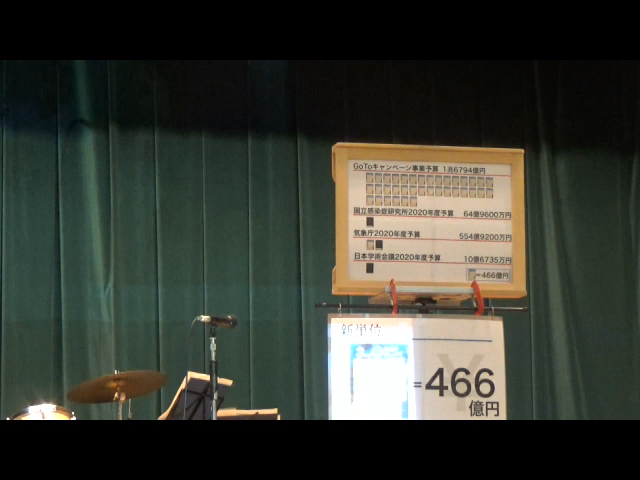 GoToキャンペーン事業予算 1兆6794億円
国立感染症研究所2020年度予算 64億9600万円
気象庁2020年度予算 554億9200万円
日本学術会議2020年度予算 10億6735万円
=466億円
新単位
=466
億円